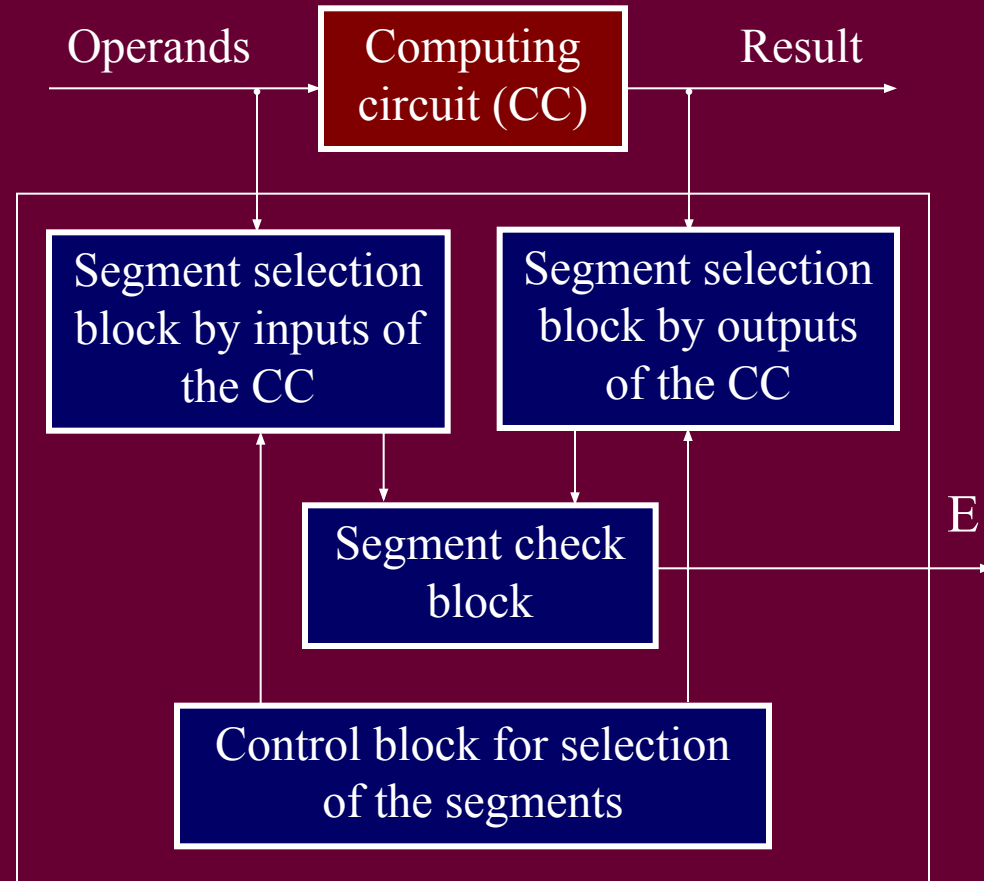 Operands
Computing
circuit (CC)
Result
Segment selection
block by inputs of
the CC
Segment selection
block by outputs
of the CC
Segment check
block
E
Control block for selection
of the segments